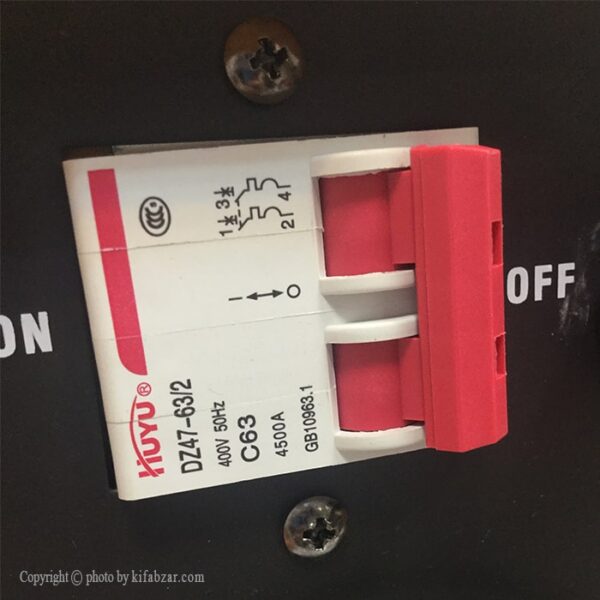 ON
OFF
1 3
2 4
I O
HUYU®
DZ47-63/2
400V 50Hz
C63
4500A
GB10963.1
Copyright © photo by kifabzar.com